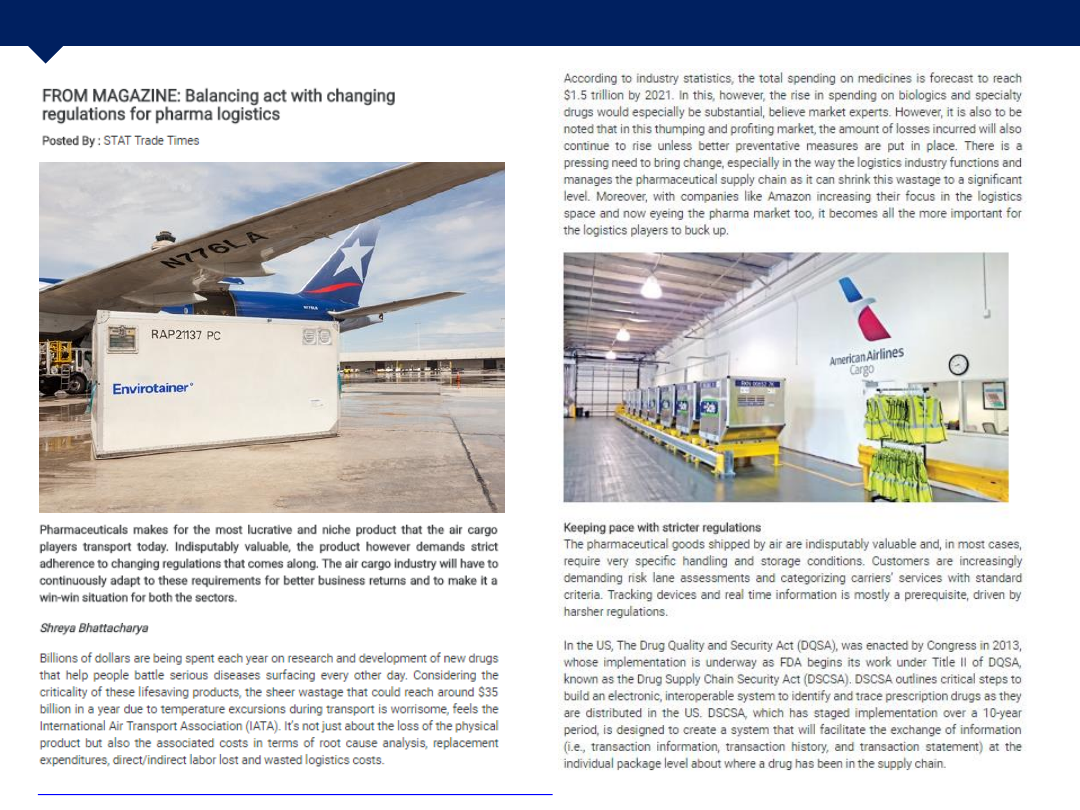 FROM MAGAZINE: Balancing act with changing
regulations for pharma logistics
Posted By : STAT Trade Times
N776LA
RAP21137 PC
Envirotainer
Pharmaceuticals makes for the most lucrative and niche product that the air cargo
players transport today. Indisputably valuable, the product however demands strict
adherence to changing regulations that comes along. The air cargo industry will have to
continuously adapt to these requirements for better business returns and to make it a
win-win situation for both the sectors.
Shreya Bhattacharya
Billions of dollars are being spent each year on research and development of new drugs
that help people battle serious diseases surfacing every other day. Considering the
criticality of these lifesaving products, the sheer wastage that could reach around $35
billion in a year due to temperature excursions during transport is worrisome, feels the
International Air Transport Association (IATA). It's not just about the loss of the physical
product but also the associated costs in terms of root cause analysis, replacement
expenditures, direct/indirect labor lost and wasted logistics costs.
According to industry statistics, the total spending on medicines is forecast to reach
$1.5 trillion by 2021. In this, however, the rise in spending on biologics and specialty
drugs would especially be substantial, believe market experts. However, it is also to be
noted that in this thumping and profiting market, the amount of losses incurred will also
continue to rise unless better preventative measures are put in place. There is a
pressing need to bring change, especially in the way the logistics industry functions and
manages the pharmaceutical supply chain as it can shrink this wastage to a significant
level. Moreover, with companies like Amazon increasing their focus in the logistics
space and now eyeing the pharma market too, it becomes all the more important for
the logistics players to buck up.
American Airlines
Cargo
Keeping pace with stricter regulations
The pharmaceutical goods shipped by air are indisputably valuable and, in most cases,
require very specific handling and storage conditions. Customers are increasingly
demanding risk lane assessments and categorizing carriers' services with standard
criteria. Tracking devices and real time information is mostly a prerequisite, driven by
harsher regulations.
In the US, The Drug Quality and Security Act (DQSA), was enacted by Congress in 2013,
whose implementation is underway as FDA begins its work under Title II of DQSA,
known as the Drug Supply Chain Security Act (DSCSA). DSCSA outlines critical steps to
build an electronic, interoperable system to identify and trace prescription drugs as they
are distributed in the US. DSCSA, which has staged implementation over a 10-year
period, is designed to create a system that will facilitate the exchange of information
(i.e., transaction information, transaction history, and transaction statement) at the
individual package level about where a drug has been in the supply chain.